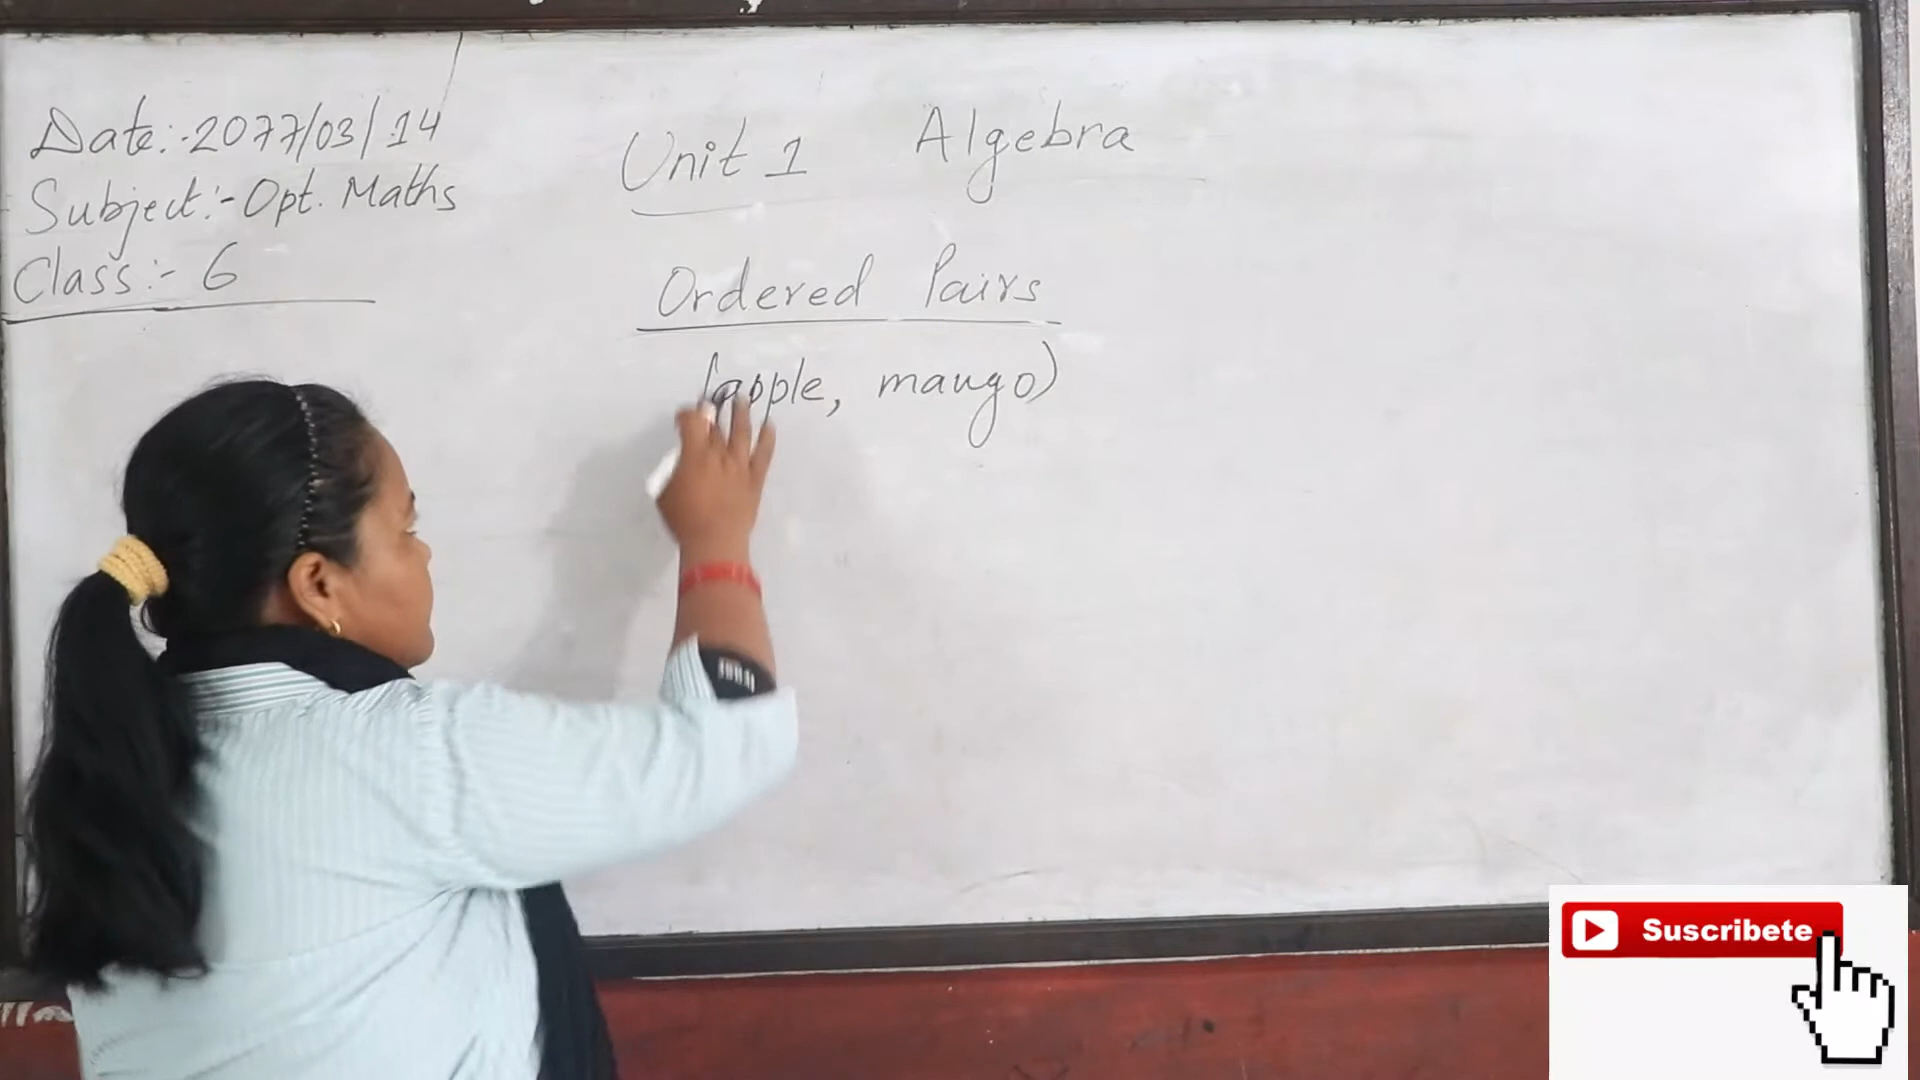 Date:-2077/03/14
Subject:-Opt. Maths
Class:- 6
Unit 1 Algebra
Ordered Pairs
(apple, mango)
Suscribete